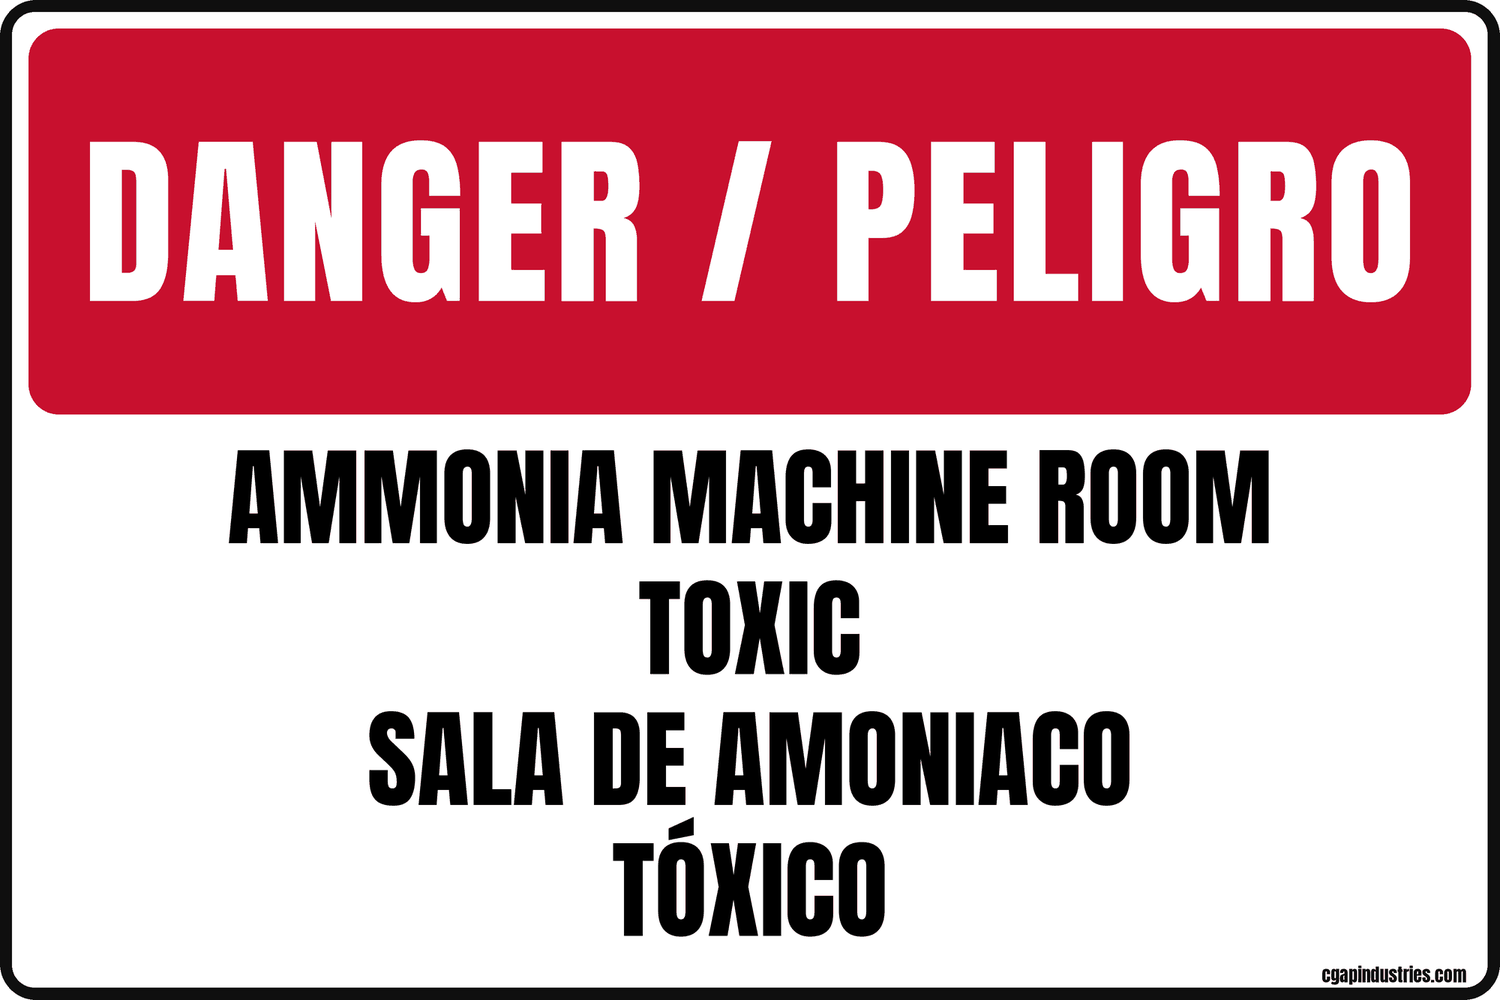 DANGER / PELIGRO
AMMONIA MACHINE ROOM
TOXIC
SALA DE AMONIACO
TÓXICO
cgapindustries.com